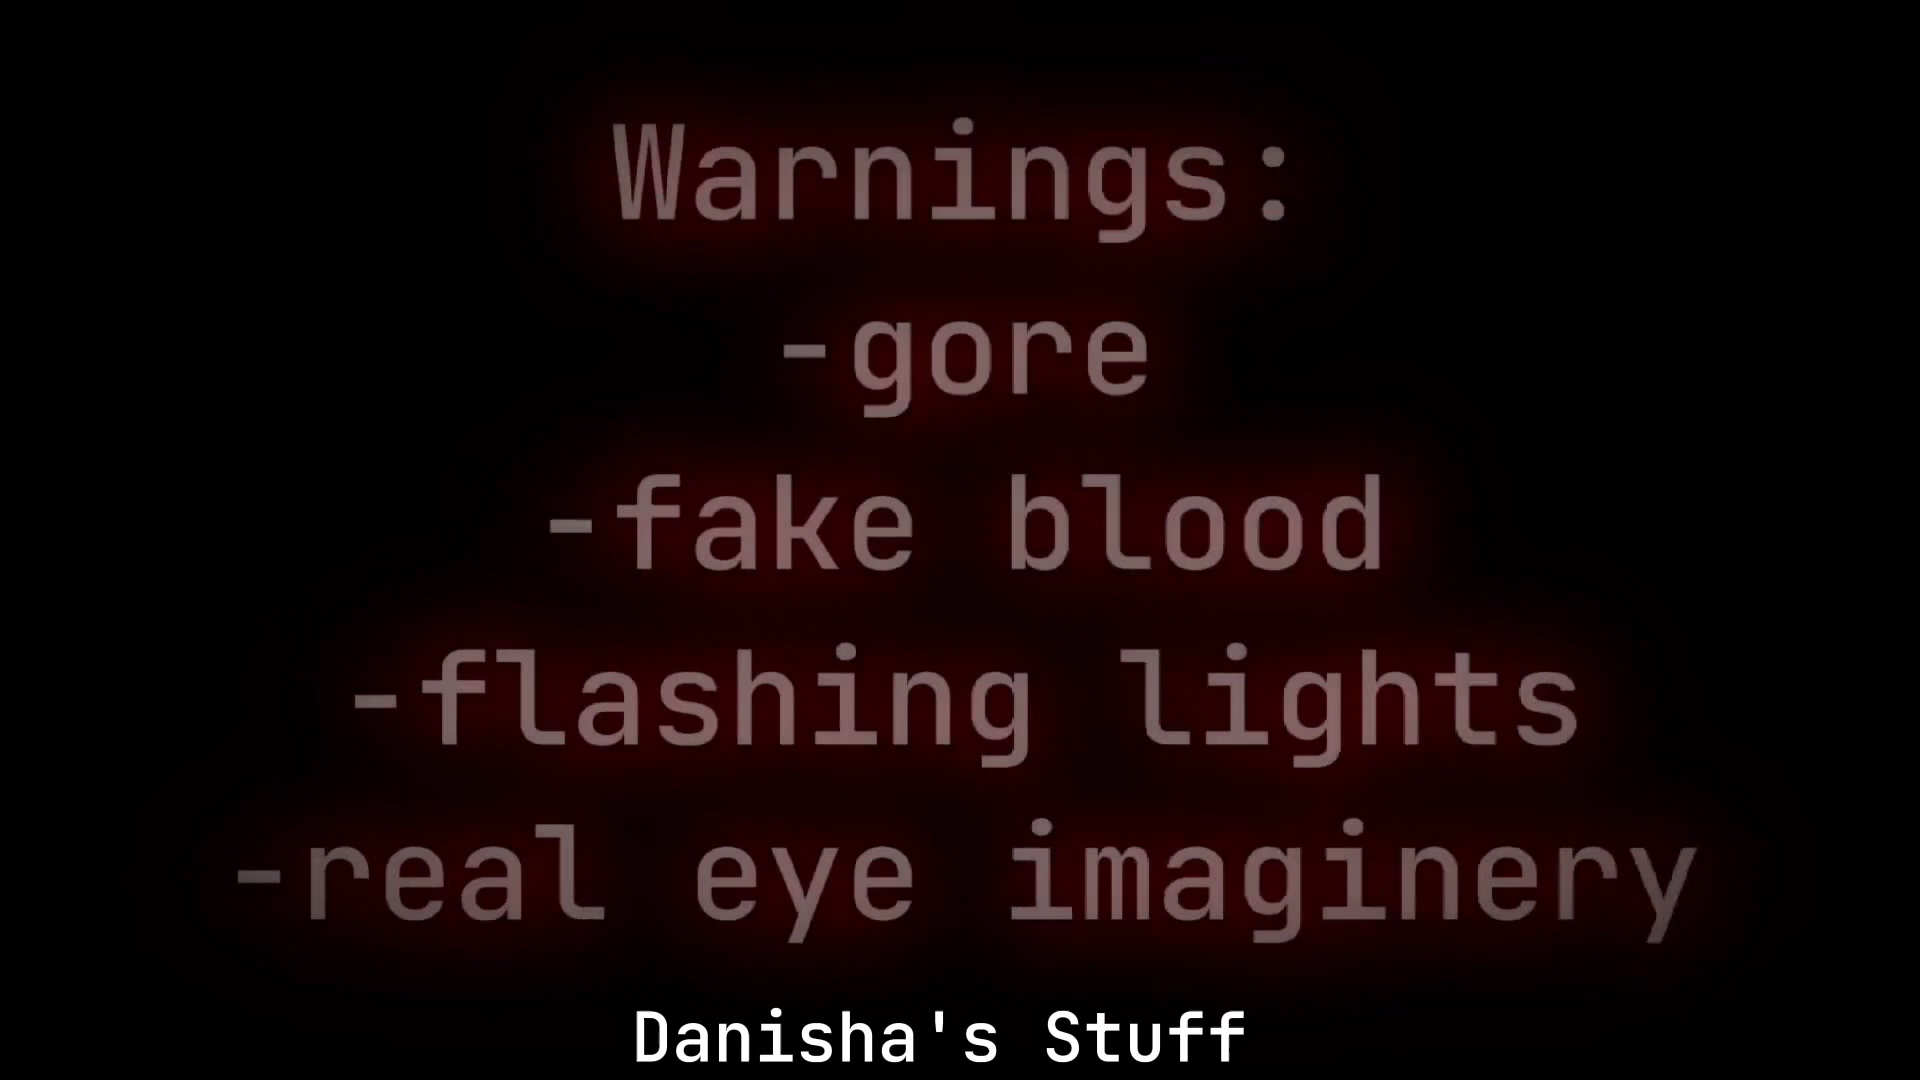 Warnings:
-gore
-fake blood
-flashing lights
-real eye imaginery
Danisha's Stuff